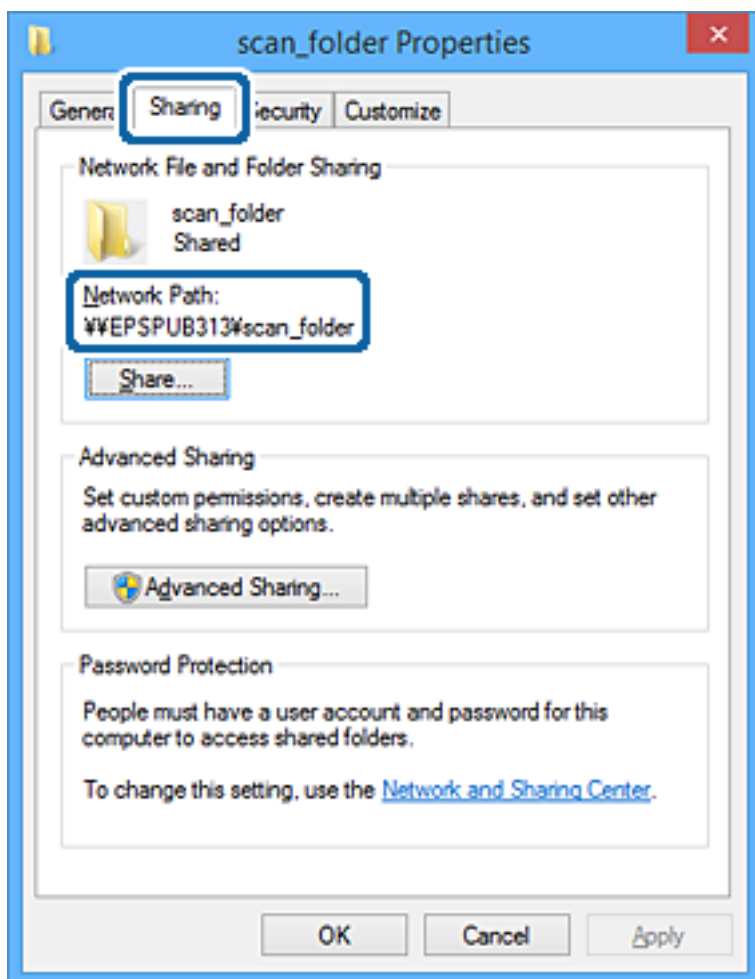 scan_folder Properties
General Sharing Security Customize
Network File and Folder Sharing
scan_folder
Shared
Network Path:
¥¥EPSPUB313¥scan_folder
Share...
Advanced Sharing
Set custom permissions, create multiple shares, and set other
advanced sharing options.
Advanced Sharing...
Password Protection
People must have a user account and password for this
computer to access shared folders.
To change this setting, use the Network and Sharing Center.
OK Cancel Apply